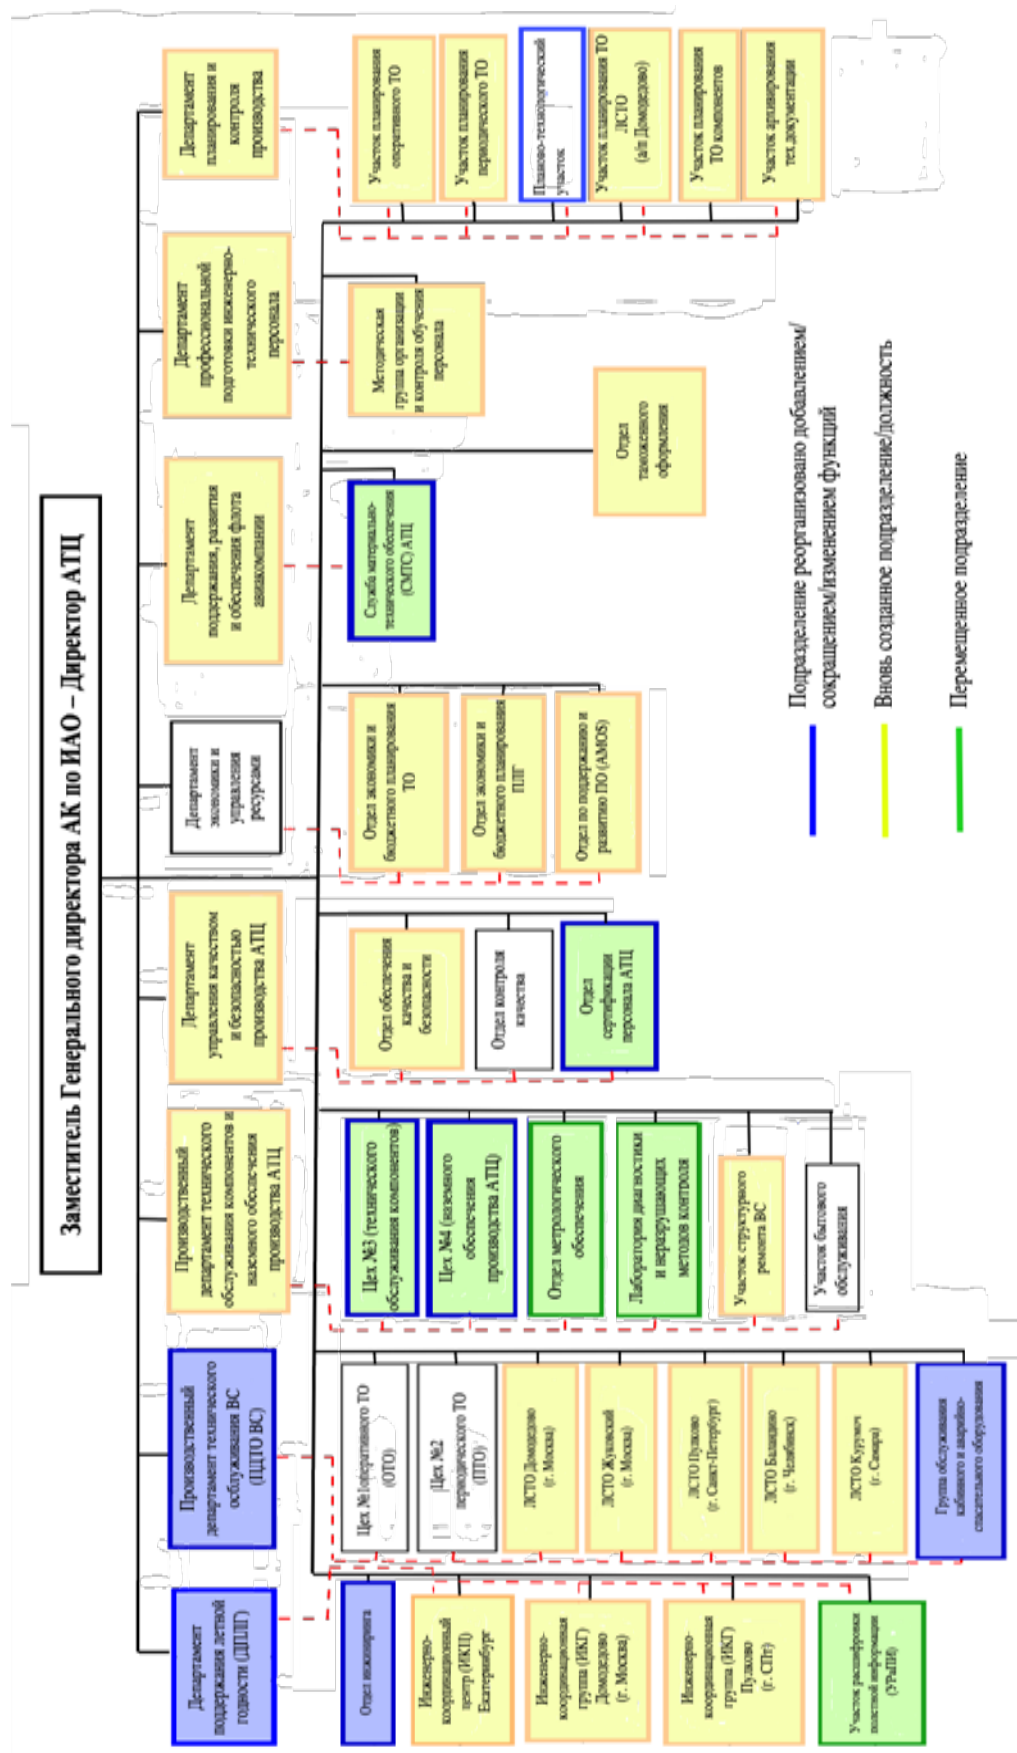 Заместитель Генерального директора АК по ИАО – Директор АТЦ
Департамент
поддержания летной
годности (ДПЛГ)
Производственный
департамент технического
обслуживания ВС
Производственный
департамент технического
обслуживания компонентов и
наземного обеспечения
производства АТЦ
Департамент
управления качеством
и безопасностью
производства АТЦ
Департамент
экономики и
управления
ресурсами
Департамент
поддержания, развития
и обеспечения флота
авиакомпании
Департамент
профессиональной
подготовки инженерно-
технического
персонала
Департамент
планирования и
контроля
производства
Отдел инжиниринга
Инженерно-
координационный
центр (ИКЦ)
Екатеринбург
Инженерно-
координационная
группа (ИКГ)
Домодедово
(г. Москва)
Инженерно-
координационная
группа (ИКГ)
Пулково
(г. СПт)
Участок расшифровки
полетной информации
(УРаПИ)
Цех №1оперативного ТО
(ОТО)
Цех №2
периодического ТО
(ПТО)
ЛСТО Домодедово
(г. Москва)
ЛСТО Жуковский
(г. Москва)
ЛСТО Пулково
(г. Санкт-Петербург)
ЛСТО Баландино
(г. Челябинск)
ЛСТО Курумоч
(г. Самара)
Группа обслуживания
кабинного и аварийно-
спасательного оборудования
Цех №3 (технического
обслуживания компонентов)
Цех №4 (наземного
обеспечения
производства АТЦ)
Отдел метрологического
обеспечения
Лаборатория диагностики
и неразрушающих
методов контроля
Участок структурного
ремонта ВС
Участок бытового
обслуживания
Отдел обеспечения
качества и
безопасности
Отдел контроля
качества
Отдел
сертификации
персонала АТЦ
Отдел экономики и
бюджетного планирования
ТО
Отдел экономики и
бюджетного планирования
ПЛГ
Отдел по поддержанию и
развитию ПО (AMOS)
Служба материально-
технического обеспечения
(СМТС) АТЦ
Отдел
таможенного
оформления
Методическая
группа организации
и контроля обучения
персонала
Участок планирования
оперативного ТО
Участок планирования
периодического ТО
Планово-технологический
участок
Участок планирования ТО
ЛСТО
(а/п Домодедово)
Участок планирования
ТО компонентов
Участок архивирования
тех документации
Подразделение реорганизовано добавлением/
сокращением/изменением функций
Вновь созданное подразделение/должность
Перемещенное подразделение